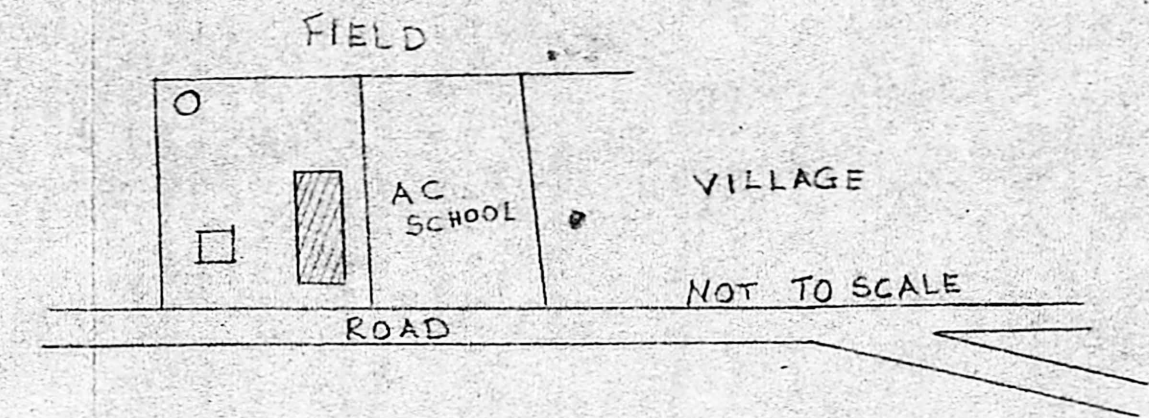 FIELD
AC
SCHOOL
VILLAGE
NOT TO SCALE
ROAD